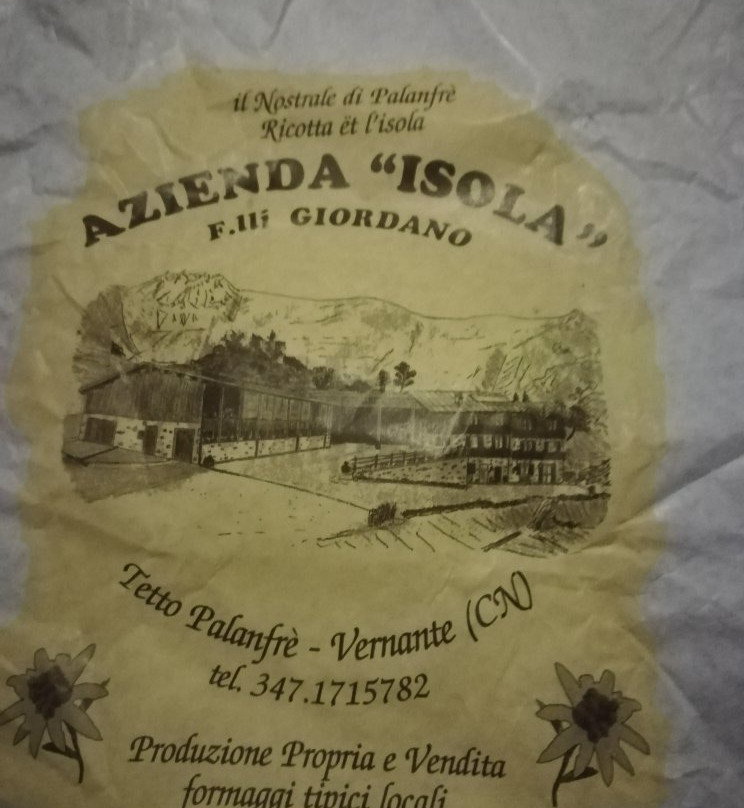 il Nostrale di Palanfrè
Ricotta ët l'isola
AZIENDA "ISOLA"
F.lli GIORDANO
Tetto Palanfrè - Vernante (CN)
tel. 347.1715782
Produzione Propria e Vendita
formaggi tipici locali